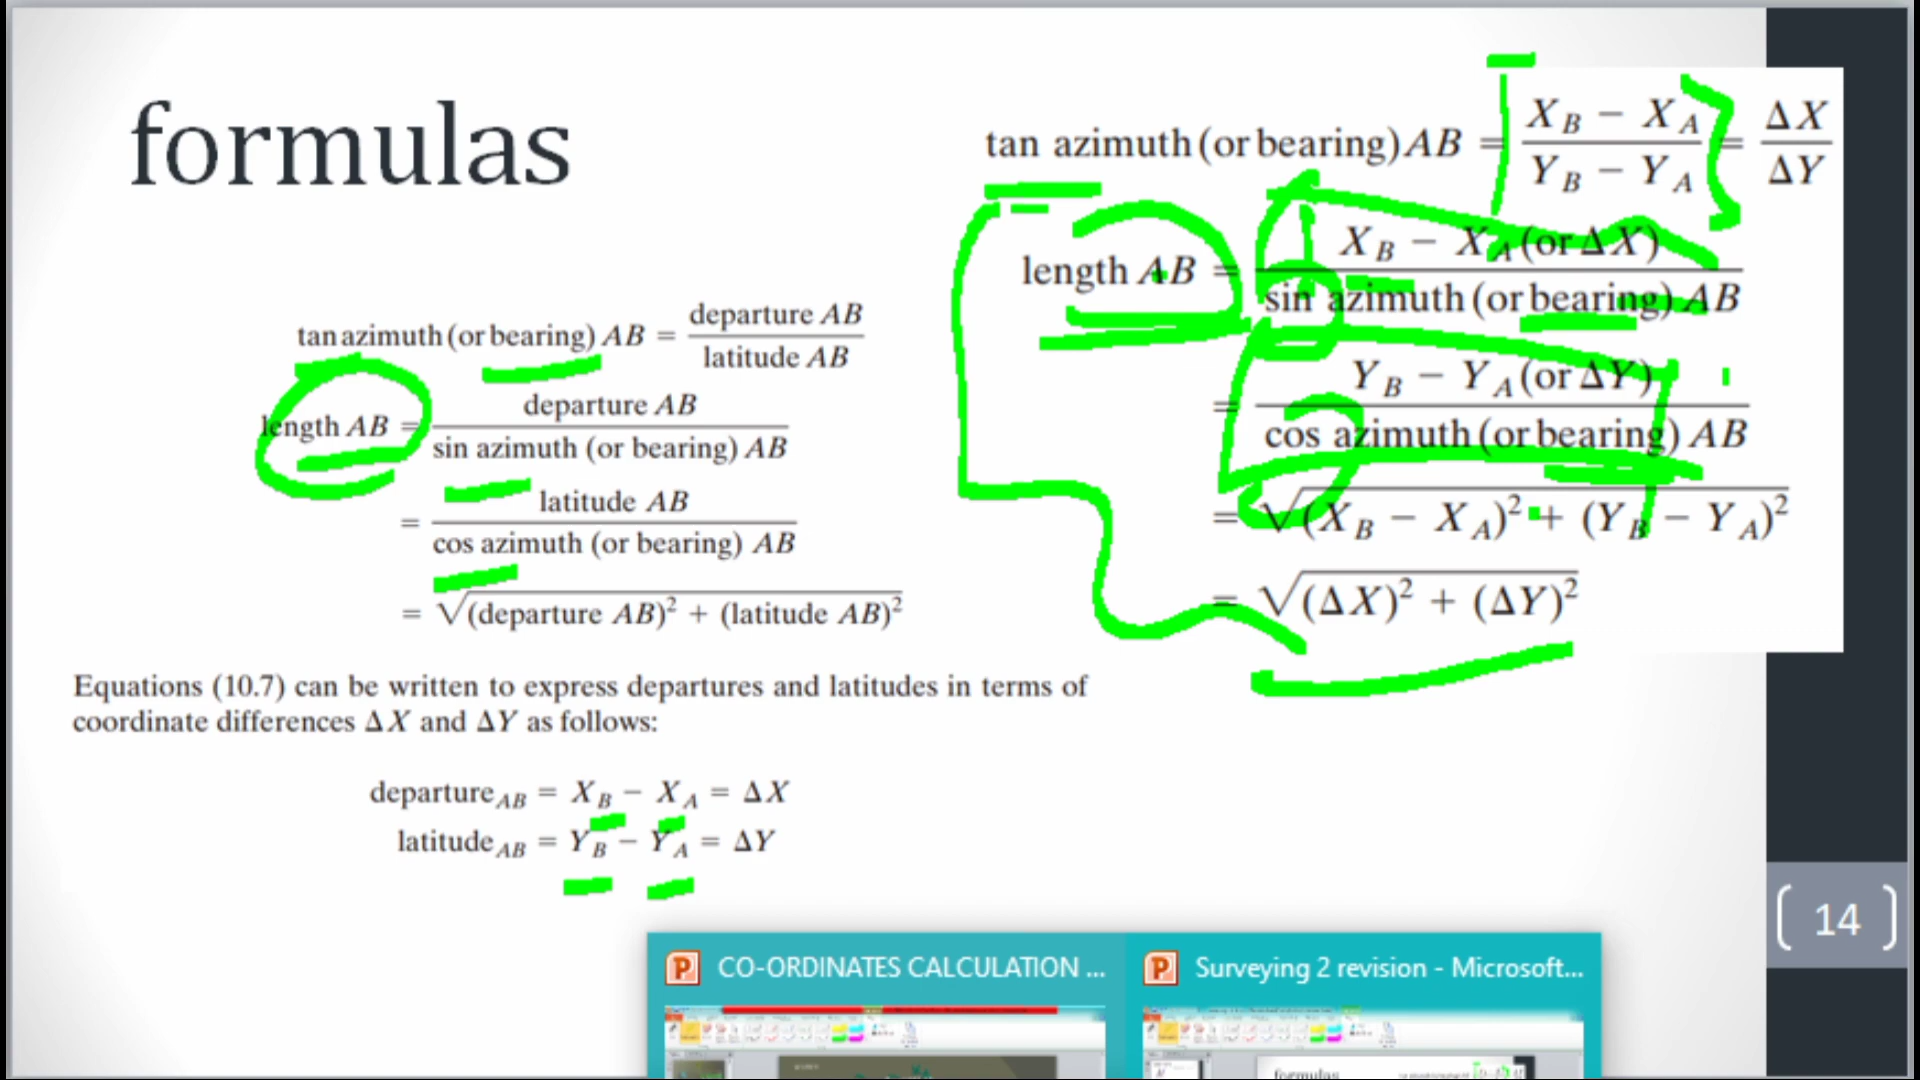 formulas
tan azimuth (or bearing) AB = X_B − X_A / Y_B − Y_A = ΔX / ΔY
length AB = X_B − X_A (or ΔX) / sin azimuth (or bearing) AB
= Y_B − Y_A (or ΔY) / cos azimuth (or bearing) AB
= √(X_B − X_A)² + (Y_B − Y_A)²
= √(ΔX)² + (ΔY)²
tan azimuth (or bearing) AB = departure AB / latitude AB
length AB = departure AB / sin azimuth (or bearing) AB
= latitude AB / cos azimuth (or bearing) AB
= √(departure AB)² + (latitude AB)²
Equations (10.7) can be written to express departures and latitudes in terms of
coordinate differences ΔX and ΔY as follows:
departure_AB = X_B − X_A = ΔX
latitude_AB = Y_B − Y_A = ΔY
14
CO-ORDINATES CALCULATION ...
Surveying 2 revision - Microsoft...
formulas